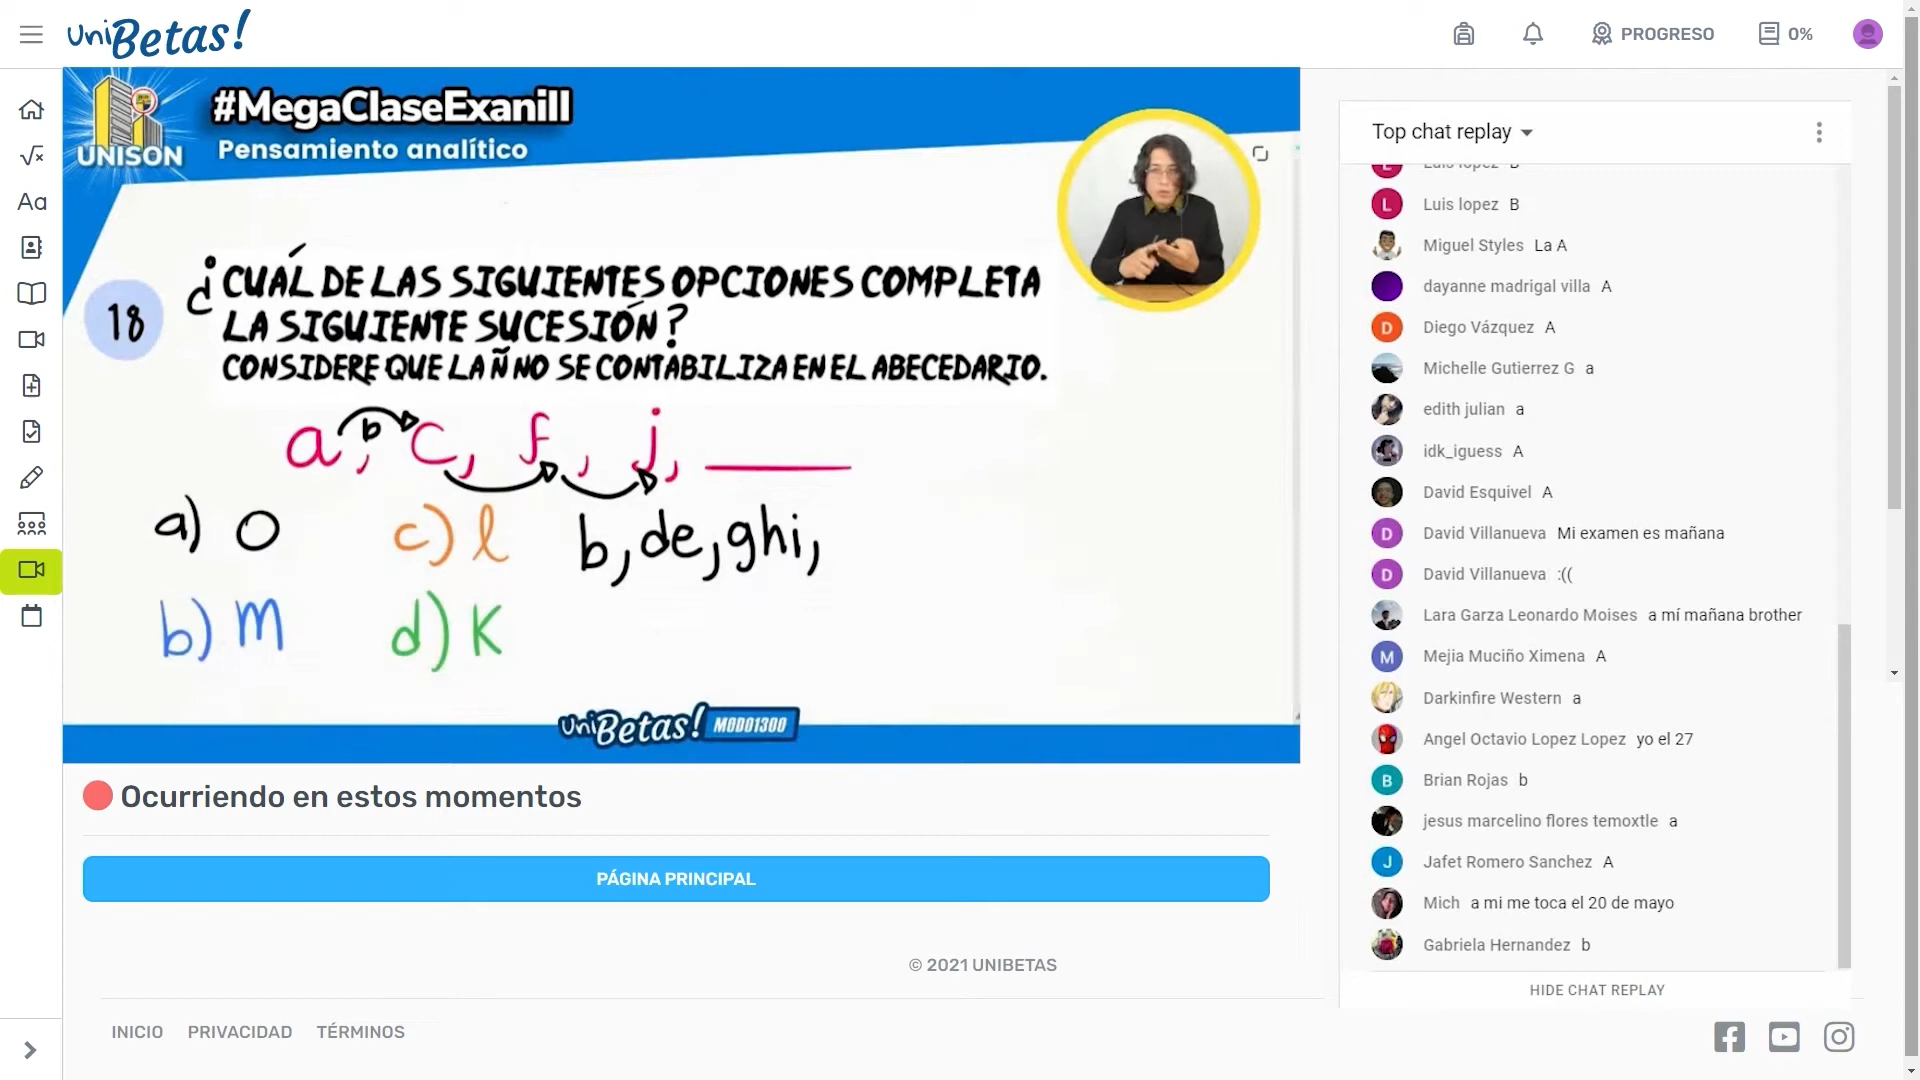 UniBetas!
PROGRESO
0%
UNISON
#MegaClaseExanIII
Pensamiento analítico
18
¿CUÁL DE LAS SIGUIENTES OPCIONES COMPLETA
LA SIGUIENTE SUCESIÓN?
CONSIDERE QUE LA Ñ NO SE CONTABILIZA EN EL ABECEDARIO.
b
a, c, f, j, ____
a) o
c) l
b, de, ghi,
b) m
d) k
UniBetas! MODO1300
Ocurriendo en estos momentos
PÁGINA PRINCIPAL
© 2021 UNIBETAS
INICIO PRIVACIDAD TÉRMINOS
Aa
Top chat replay
Luis lopez B
L Luis lopez B
Miguel Styles La A
dayanne madrigal villa A
D Diego Vázquez A
Michelle Gutierrez G a
edith julian a
idk_iguess A
David Esquivel A
D David Villanueva Mi examen es mañana
D David Villanueva :((
Lara Garza Leonardo Moises a mí mañana brother
M Mejia Muciño Ximena A
Darkinfire Western a
Angel Octavio Lopez Lopez yo el 27
B Brian Rojas b
jesus marcelino flores temoxtle a
J Jafet Romero Sanchez A
Mich a mi me toca el 20 de mayo
Gabriela Hernandez b
HIDE CHAT REPLAY